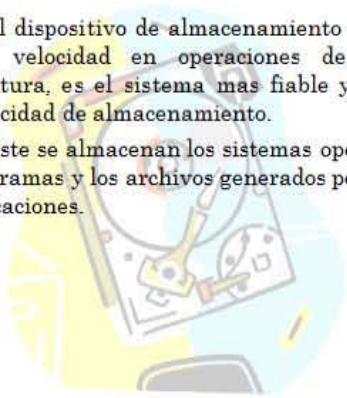 l dispositivo de almacenamiento
velocidad en operaciones de
tura, es el sistema mas fiable y
cidad de almacenamiento.
ste se almacenan los sistemas ope
ramas y los archivos generados po
caciones.